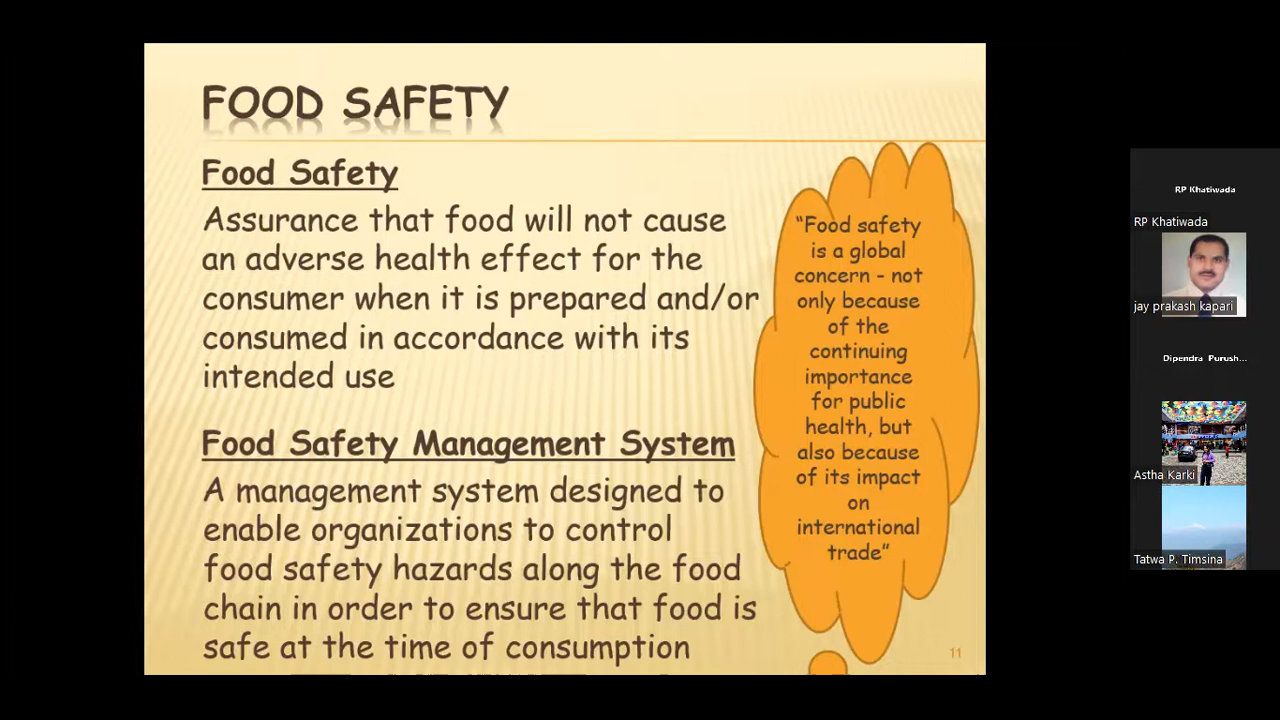 FOOD SAFETY
Food Safety
Assurance that food will not cause
an adverse health effect for the
consumer when it is prepared and/or
consumed in accordance with its
intended use
Food Safety Management System
A management system designed to
enable organizations to control
food safety hazards along the food
chain in order to ensure that food is
safe at the time of consumption
“Food safety
is a global
concern - not
only because
of the
continuing
importance
for public
health, but
also because
of its impact
on
international
trade”
11
RP Khatiwada
RP Khatiwada
jay prakash kapari
Dipendra Purush...
Astha Karki
Tatwa P. Timsina